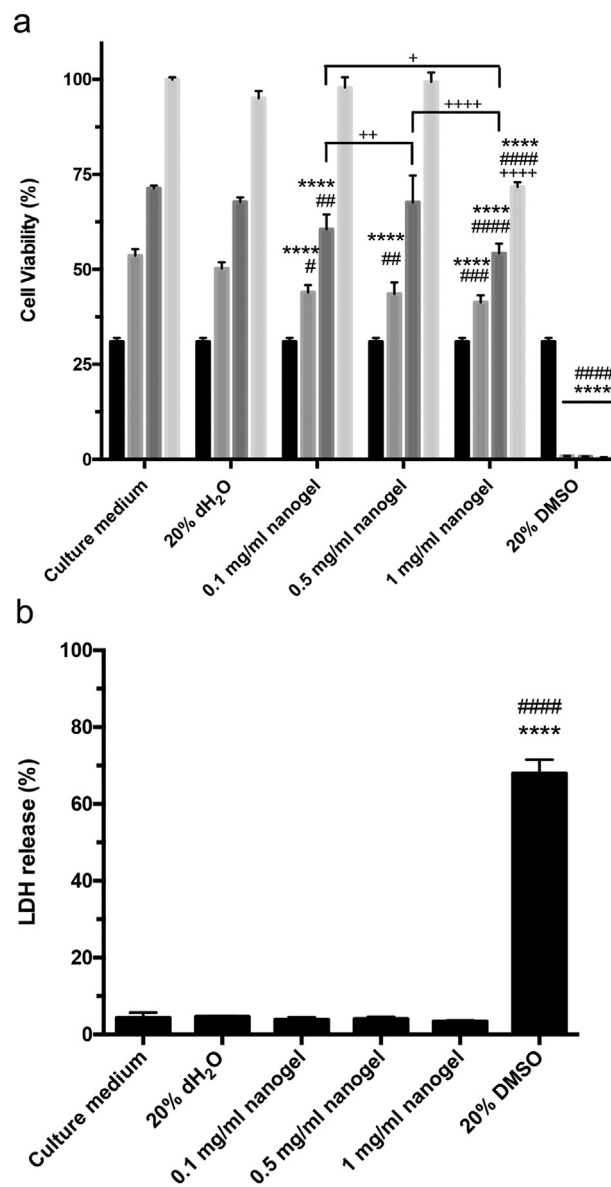 a
Cell Viability (%)
100
75
50
25
0
+
++
++++
****
##
****
#
****
##
****
####
****
###
****
####
++++
####
****
Culture medium
20% dH₂O
0.1 mg/ml nanogel
0.5 mg/ml nanogel
1 mg/ml nanogel
20% DMSO
b
LDH release (%)
100
80
60
40
20
0
####
****
Culture medium
20% dH₂O
0.1 mg/ml nanogel
0.5 mg/ml nanogel
1 mg/ml nanogel
20% DMSO